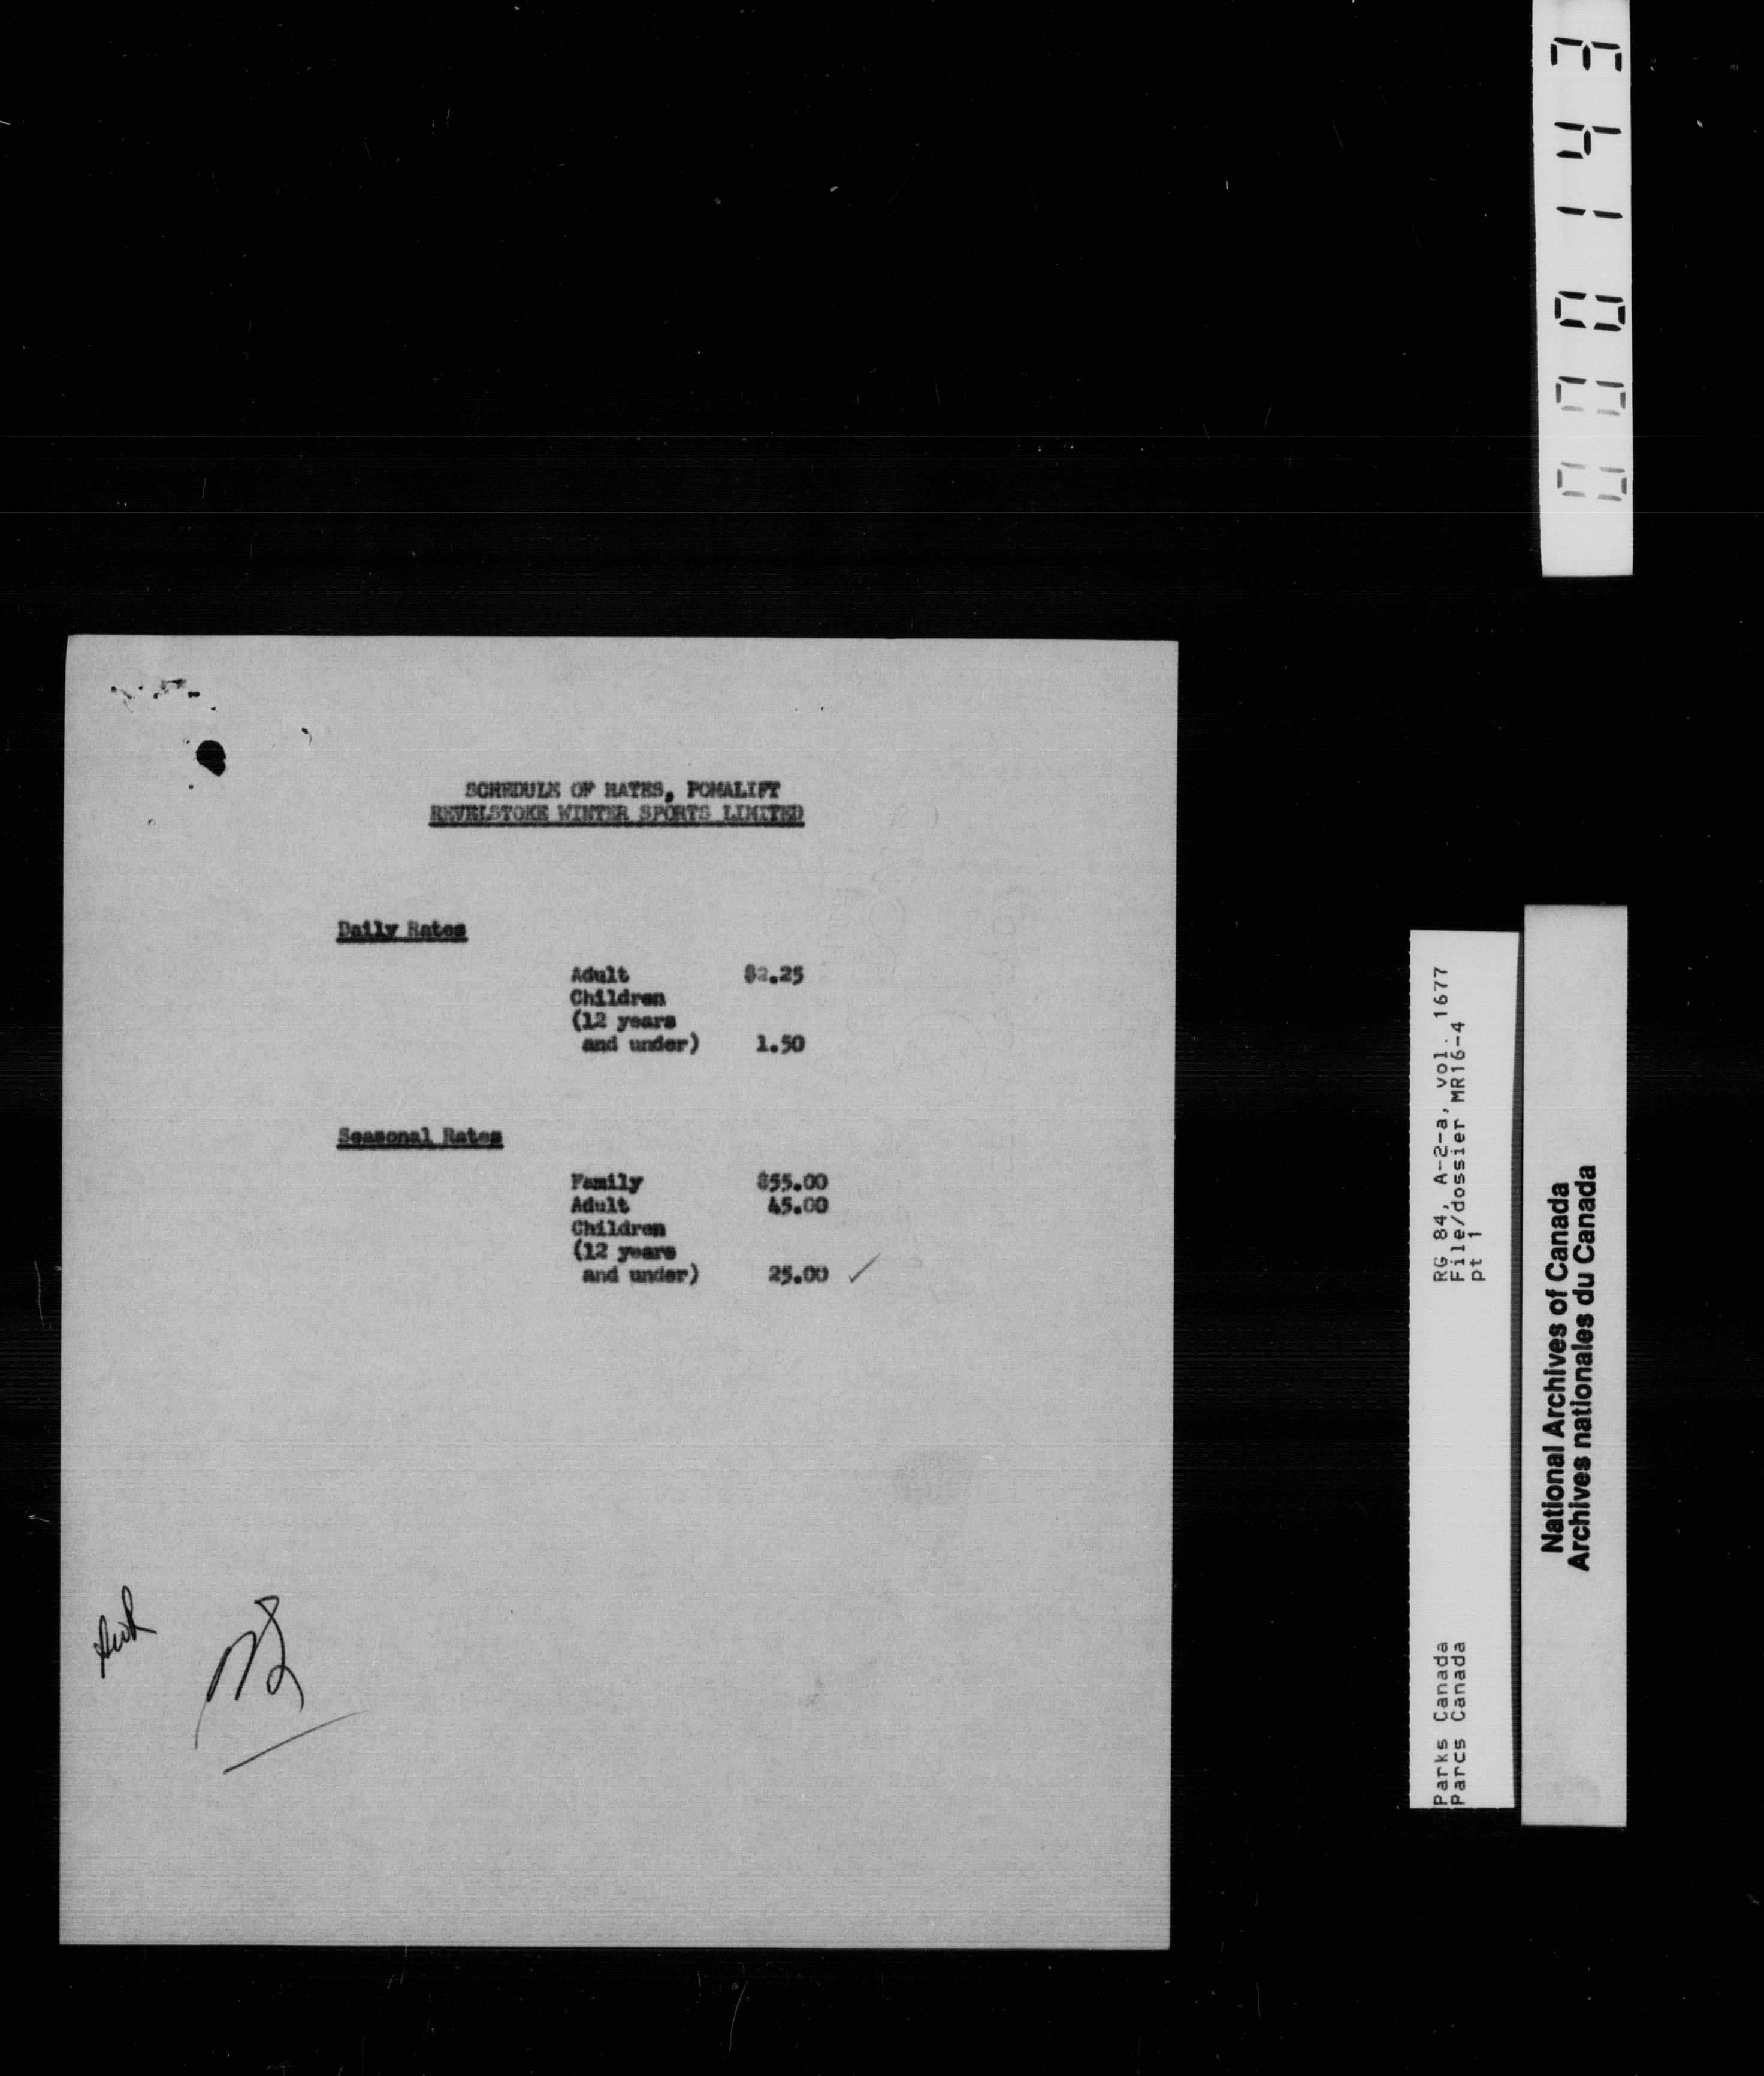 SCHEDULE OF RATES, POMALIFT
REVELSTOKE WINTER SPORTS LIMITED
Daily Rates
Adult $2.25
Children
(12 years
and under) 1.50
Seasonal Rates
Family $55.00
Adult 45.00
Children
(12 years
and under) 25.00 ✓
000143
RG 84, A-2-a, vol. 1677
File/dossier MR16-4
pt 1
Parks Canada
Parcs Canada
National Archives of Canada
Archives nationales du Canada